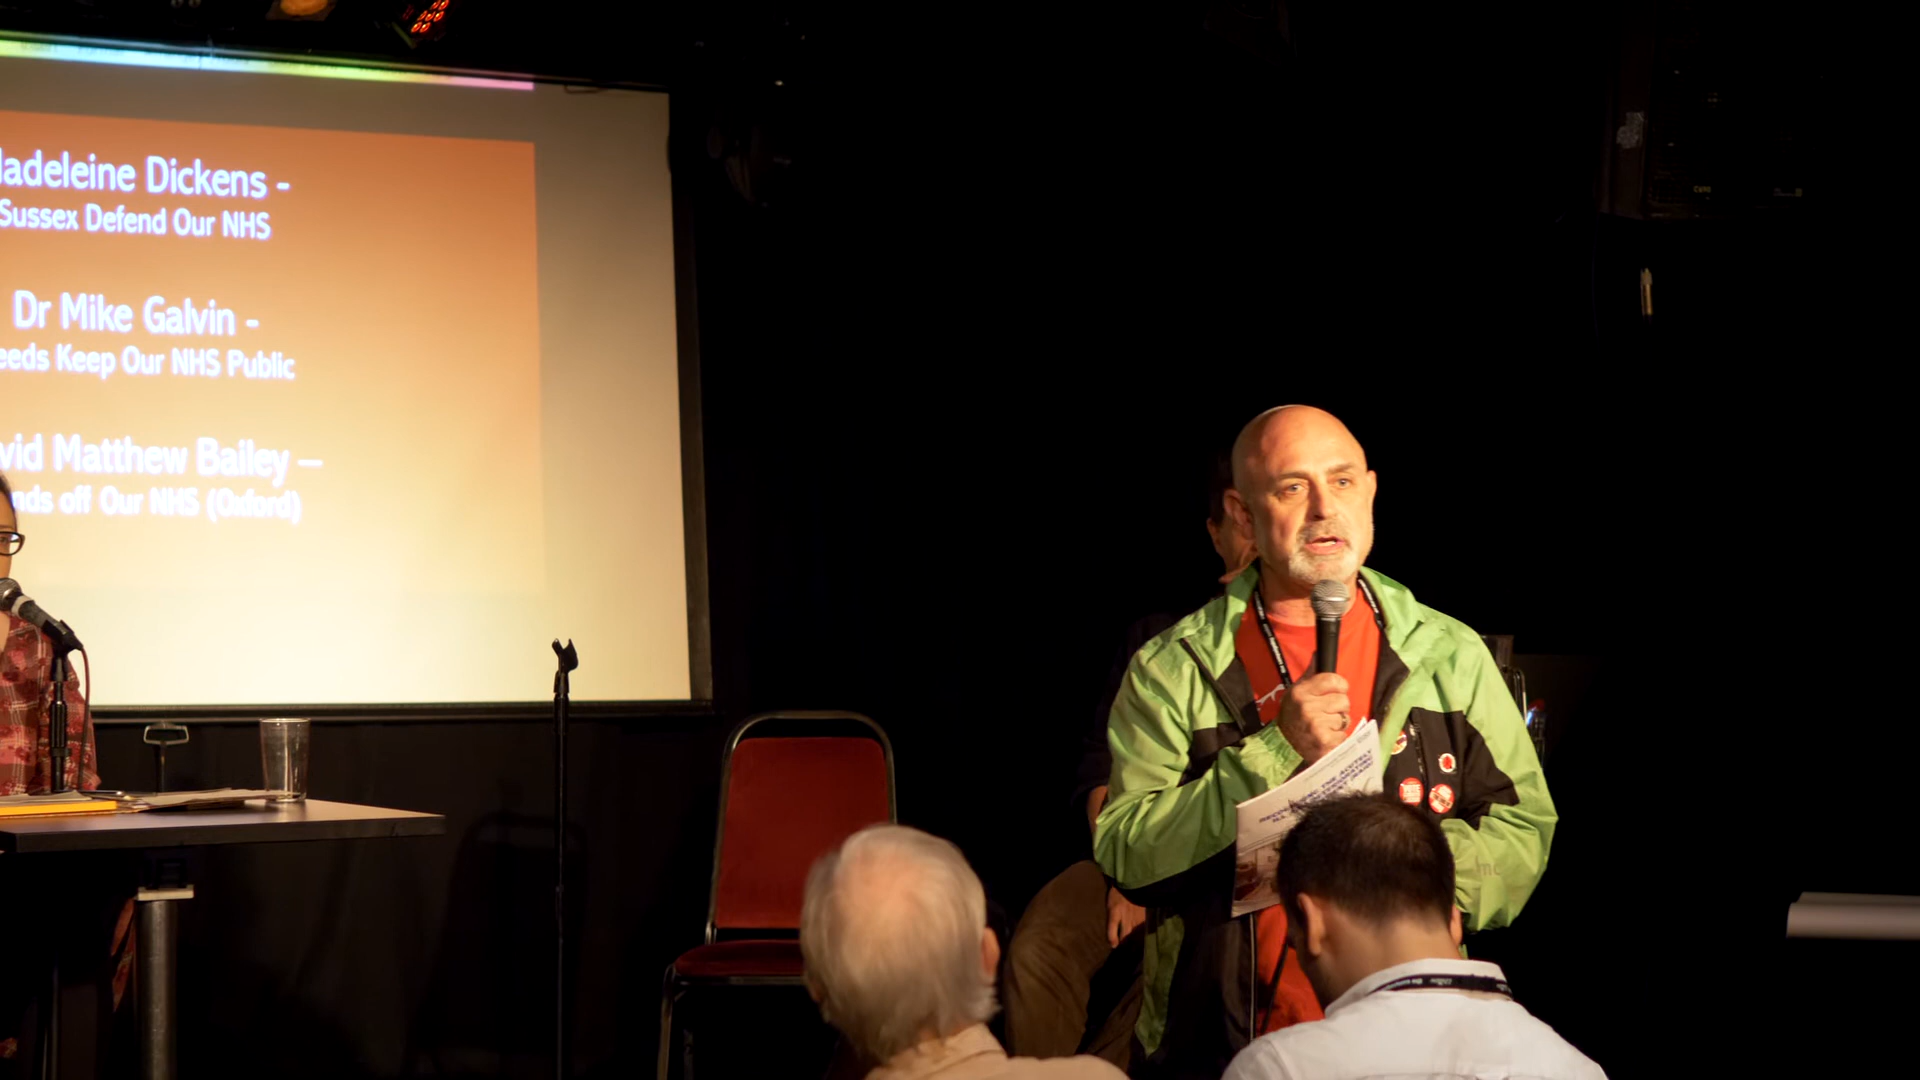 adeleine Dickens -
Sussex Defend Our NHS
Dr Mike Galvin -
eeds Keep Our NHS Public
vid Matthew Bailey –
nds off Our NHS (Oxford)